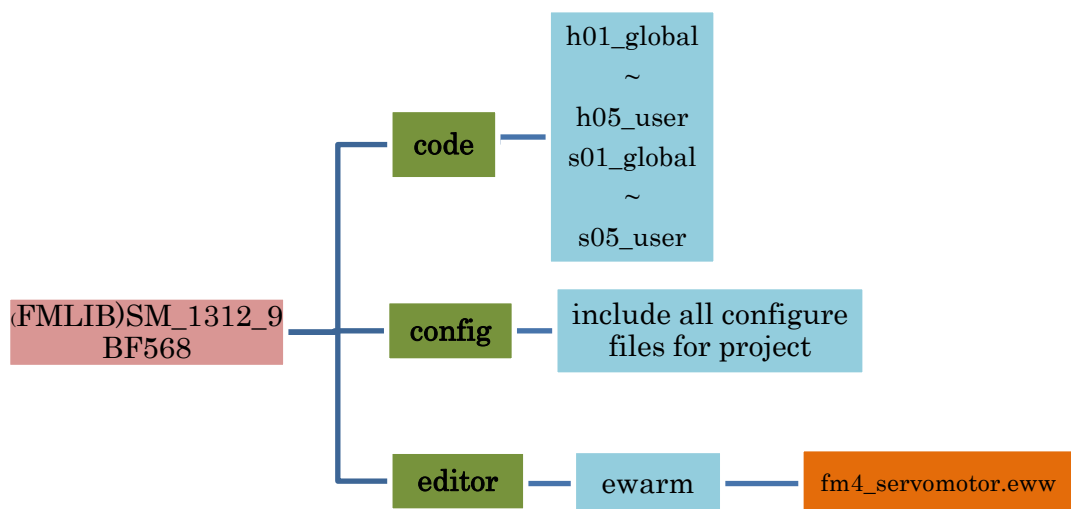 h01_global
~
h05_user
s01_global
~
s05_user
code
(FMLIB)SM_1312_9
BF568
config
include all configure
files for project
editor
ewarm
fm4_servomotor.eww